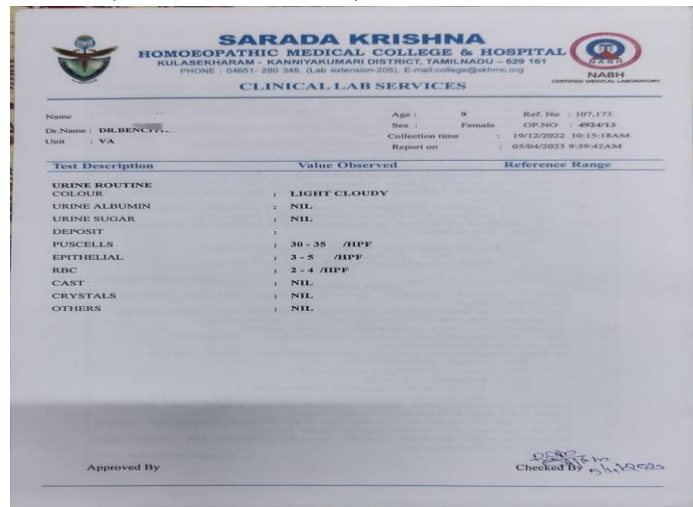 SARADA KRISHNA
HOMOEOPATHIC MEDICAL COLLEGE & HOSPITAL
KULASEKHARAM - KANNIYAKUMARI DISTRICT, TAMILNADU - 629 161
PHONE : 04651- 280 348, (Lab extension-205), E-mail:college@skhmc.org
NABH
NABH
CERTIFIED MEDICAL LABORATORY
CLINICAL LAB SERVICES
Name : Age : 9 Ref. No : 107,173
Dr.Name : Sex : Female OP.NO : 4924/13
Unit : VA Collection time : 19/12/2022 10:15:18AM
Report on : 05/04/2023 9:59:42AM
Test Description Value Observed Reference Range
URINE ROUTINE
COLOUR : LIGHT CLOUDY
URINE ALBUMIN : NIL
URINE SUGAR : NIL
DEPOSIT :
PUSCELLS : 30 - 35 /HPF
EPITHELIAL : 3 - 5 /HPF
RBC : 2 - 4 /HPF
CAST : NIL
CRYSTALS : NIL
OTHERS : NIL
Approved By Checked By